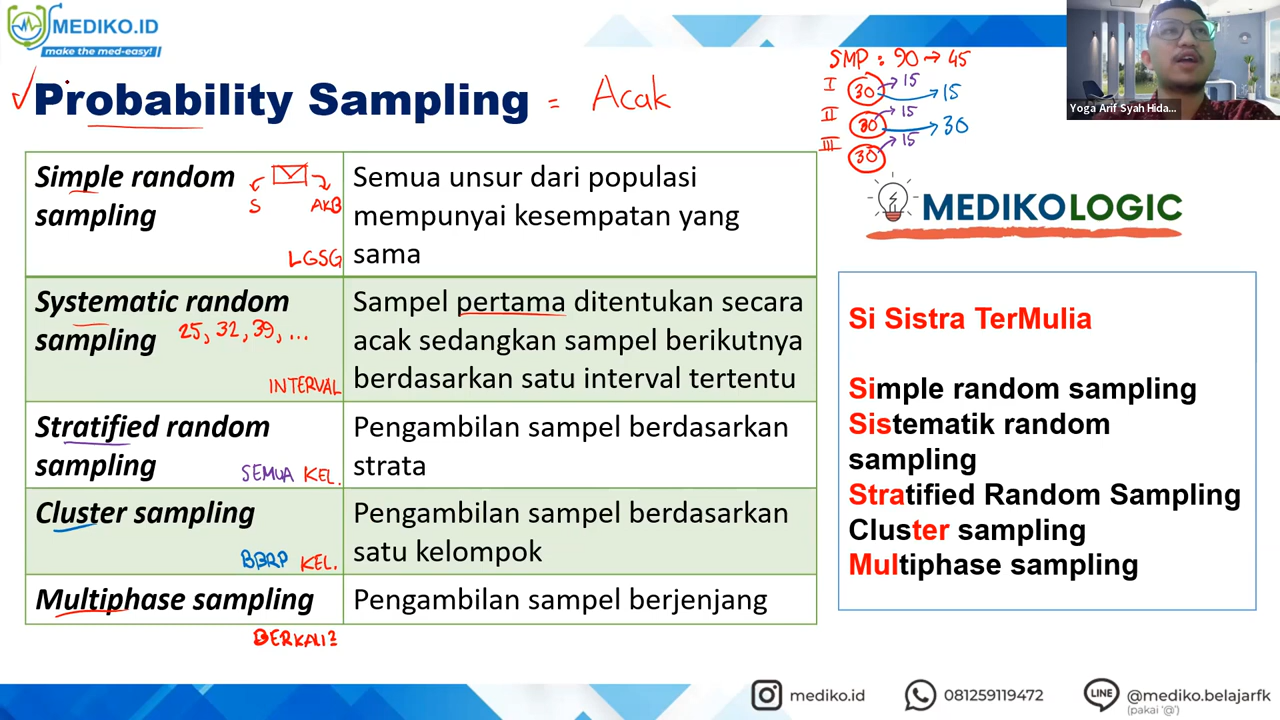 MEDIKO.ID
make the med-easy!
Probability Sampling = Acak
SMP : 90 → 45
I 30 → 15 → 15
II 30 → 15 → 30
III 30 → 15
Yoga Arif Syah Hida...
Simple random
sampling
S AKB
LGSG
Semua unsur dari populasi
mempunyai kesempatan yang
sama
Systematic random
sampling 25, 32, 39, ...
INTERVAL
Sampel pertama ditentukan secara
acak sedangkan sampel berikutnya
berdasarkan satu interval tertentu
Stratified random
sampling
SEMUA KEL.
Pengambilan sampel berdasarkan
strata
Cluster sampling
BBRP KEL.
Pengambilan sampel berdasarkan
satu kelompok
Multiphase sampling
BERKALI2
Pengambilan sampel berjenjang
MEDIKOLOGIC
Si Sistra TerMulia
Simple random sampling
Sistematik random
sampling
Stratified Random Sampling
Cluster sampling
Multiphase sampling
mediko.id
081259119472
LINE
@mediko.belajarfk
(pakai '@')